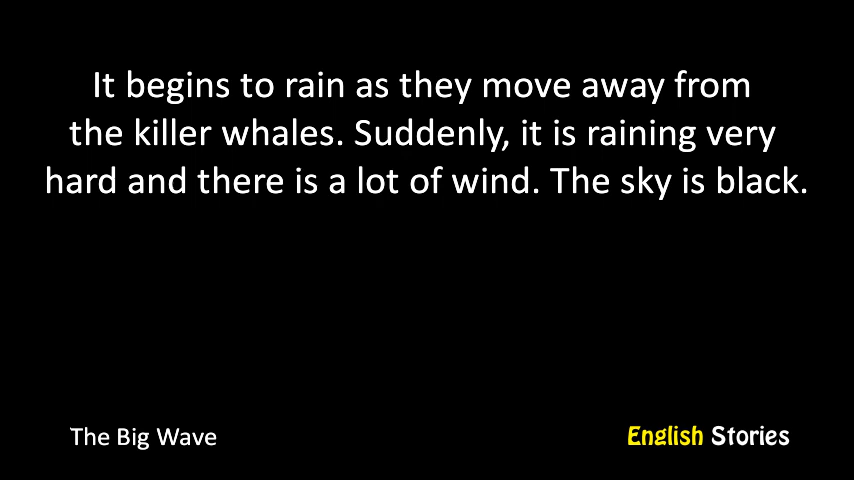 It begins to rain as they move away from
the killer whales. Suddenly, it is raining very
hard and there is a lot of wind. The sky is black.
The Big Wave
English Stories